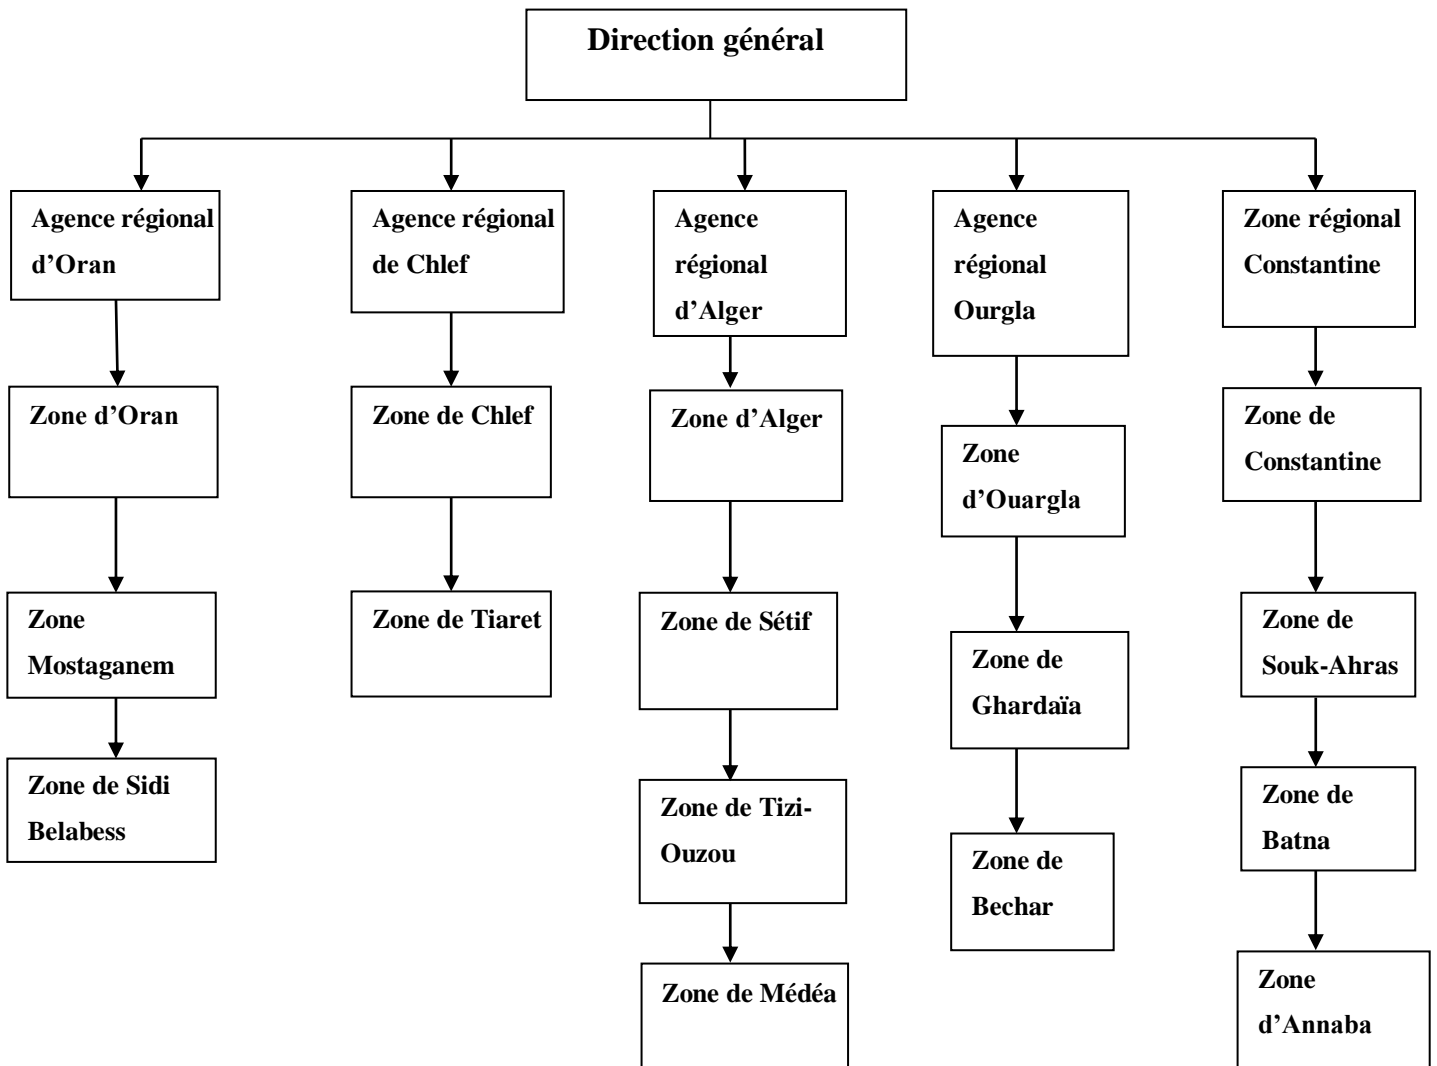 Direction général
Agence régional
d’Oran
Agence régional
de Chlef
Agence
régional
d’Alger
Agence
régional
Ourgla
Zone régional
Constantine
Zone d’Oran
Zone de Chlef
Zone d’Alger
Zone
d’Ouargla
Zone de
Constantine
Zone
Mostaganem
Zone de Tiaret
Zone de Sétif
Zone de
Ghardaïa
Zone de
Souk-Ahras
Zone de Sidi
Belabess
Zone de Tizi-
Ouzou
Zone de
Bechar
Zone de
Batna
Zone de Médéa
Zone
d’Annaba